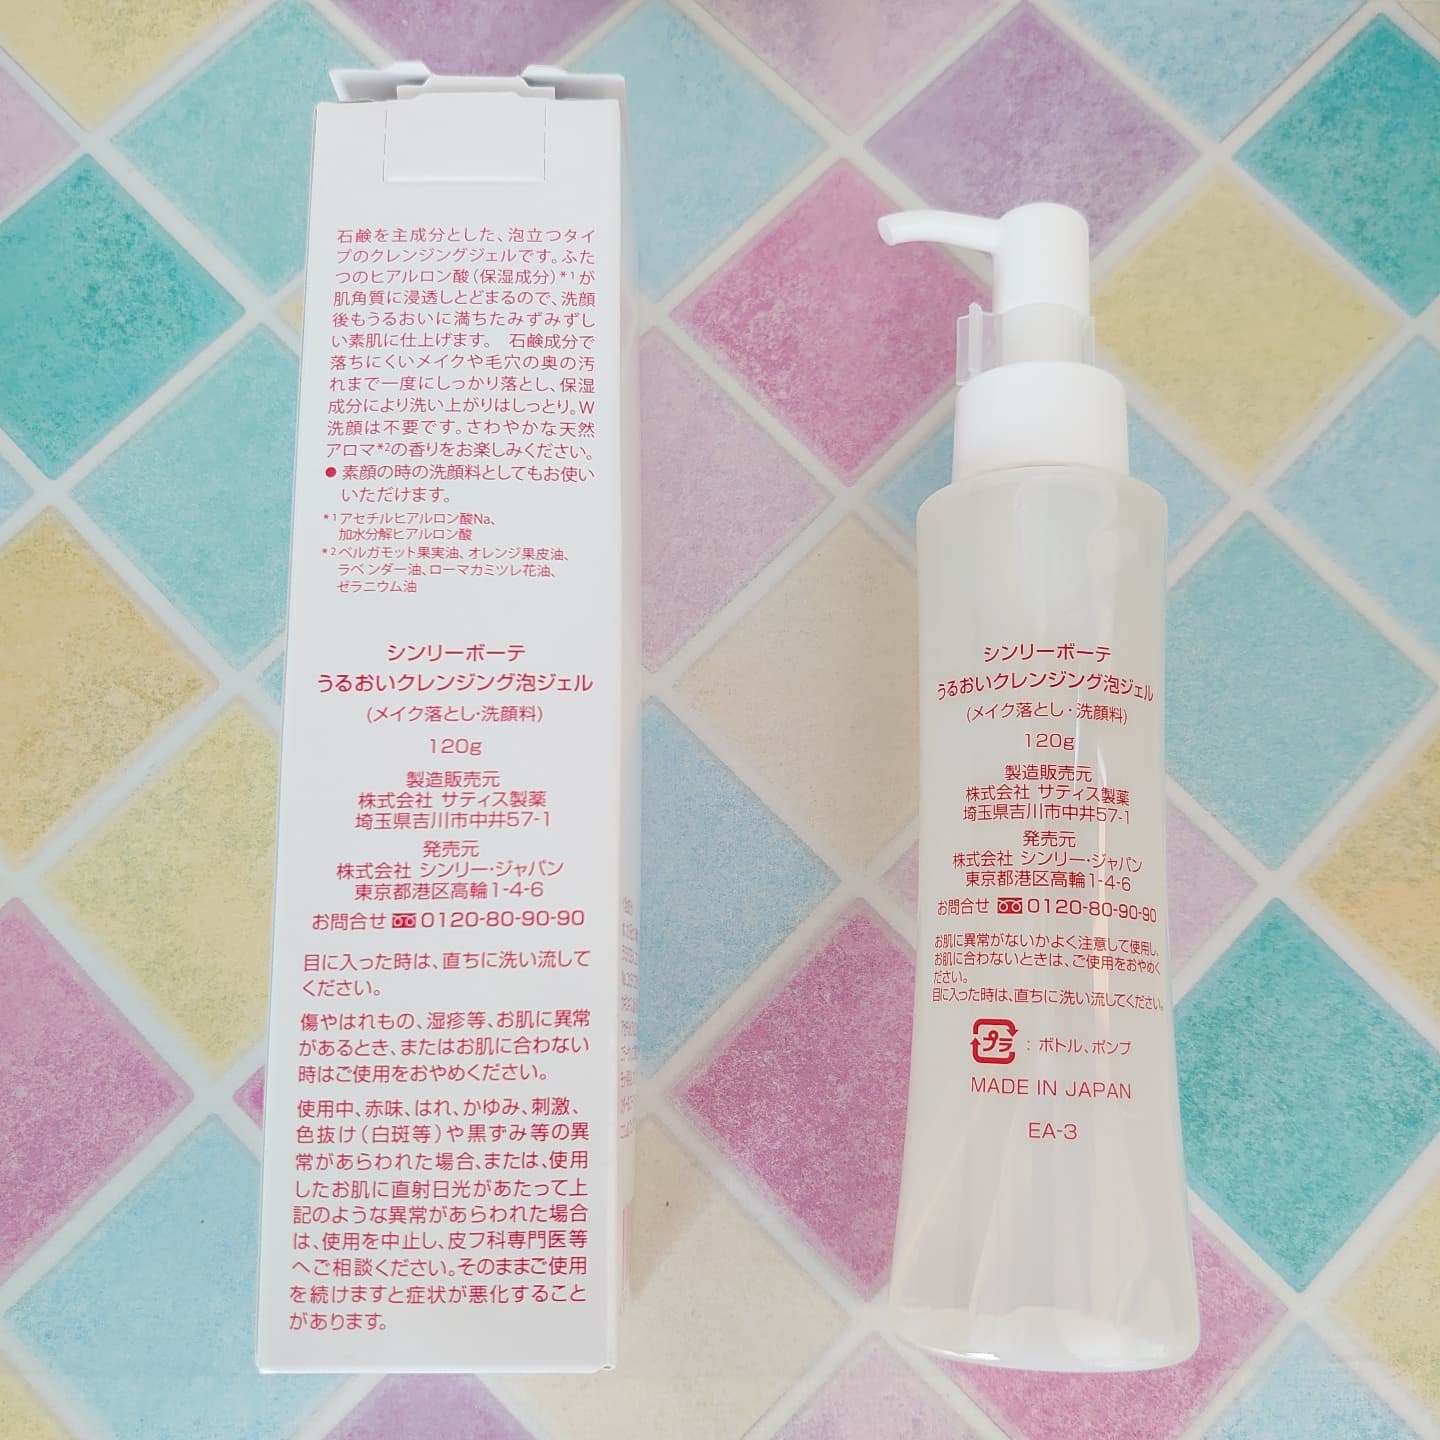 石鹸を主成分とした、泡立つタイ
プのクレンジングジェルです。ふた
つのヒアルロン酸（保湿成分）*1が
肌角質に浸透しとどまるので、洗顔
後もうるおいに満ちたみずみずし
い素肌に仕上げます。 石鹸成分で
落ちにくいメイクや毛穴の奥の汚
れまで一度にしっかり落とし、保湿
成分により洗い上がりはしっとり。W
洗顔は不要です。さわやかな天然
アロマ*2の香りをお楽しみください。
● 素顔の時の洗顔料としてもお使い
いただけます。
*1アセチルヒアルロン酸Na、
加水分解ヒアルロン酸
*2ベルガモット果実油、オレンジ果皮油、
ラベンダー油、ローマカミツレ花油、
ゼラニウム油
シンリーボーテ
うるおいクレンジング泡ジェル
(メイク落とし・洗顔料)
120g
製造販売元
株式会社 サティス製薬
埼玉県吉川市中井57-1
発売元
株式会社 シンリー・ジャパン
東京都港区高輪1-4-6
お問合せ 0120-80-90-90
目に入った時は、直ちに洗い流して
ください。
傷やはれもの、湿疹等、お肌に異常
があるとき、またはお肌に合わない
時はご使用をおやめください。
使用中、赤味、はれ、かゆみ、刺激、
色抜け(白斑等)や黒ずみ等の異
常があらわれた場合、または、使用
したお肌に直射日光があたって上
記のような異常があらわれた場合
は、使用を中止し、皮フ科専門医等
へご相談ください。そのままご使用
を続けますと症状が悪化すること
があります。
シンリーボーテ
うるおいクレンジング泡ジェル
(メイク落とし・洗顔料)
120g
製造販売元
株式会社 サティス製薬
埼玉県吉川市中井57-1
発売元
株式会社 シンリー・ジャパン
東京都港区高輪1-4-6
お問合せ 0120-80-90-90
お肌に異常がないかよく注意して使用し、
お肌に合わないときは、ご使用をおやめく
ださい。
目に入った時は、直ちに洗い流してください。
プラ : ボトル、ポンプ
MADE IN JAPAN
EA-3